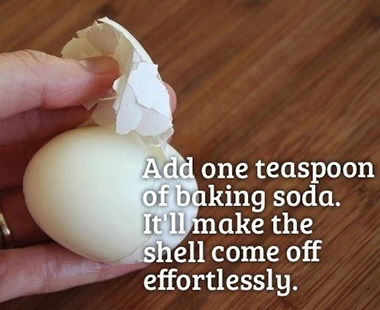 Add one teaspoon
of baking soda.
It'll make the
shell come off
effortlessly.